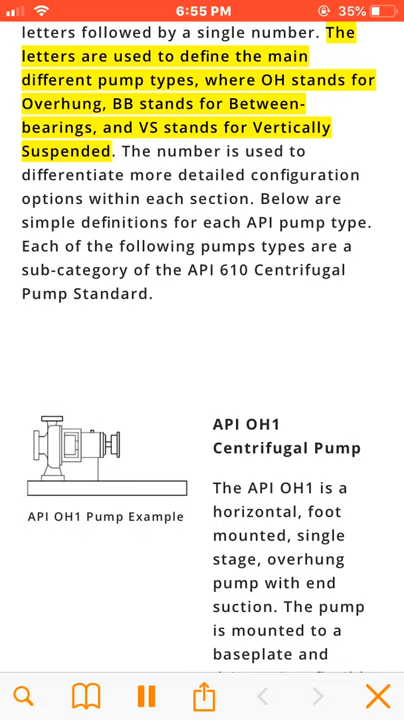 6:55 PM
35%
letters followed by a single number. The
letters are used to define the main
different pump types, where OH stands for
Overhung, BB stands for Between-
bearings, and VS stands for Vertically
Suspended. The number is used to
differentiate more detailed configuration
options within each section. Below are
simple definitions for each API pump type.
Each of the following pumps types are a
sub-category of the API 610 Centrifugal
Pump Standard.
API OH1 Pump Example
API OH1
Centrifugal Pump
The API OH1 is a
horizontal, foot
mounted, single
stage, overhung
pump with end
suction. The pump
is mounted to a
baseplate and